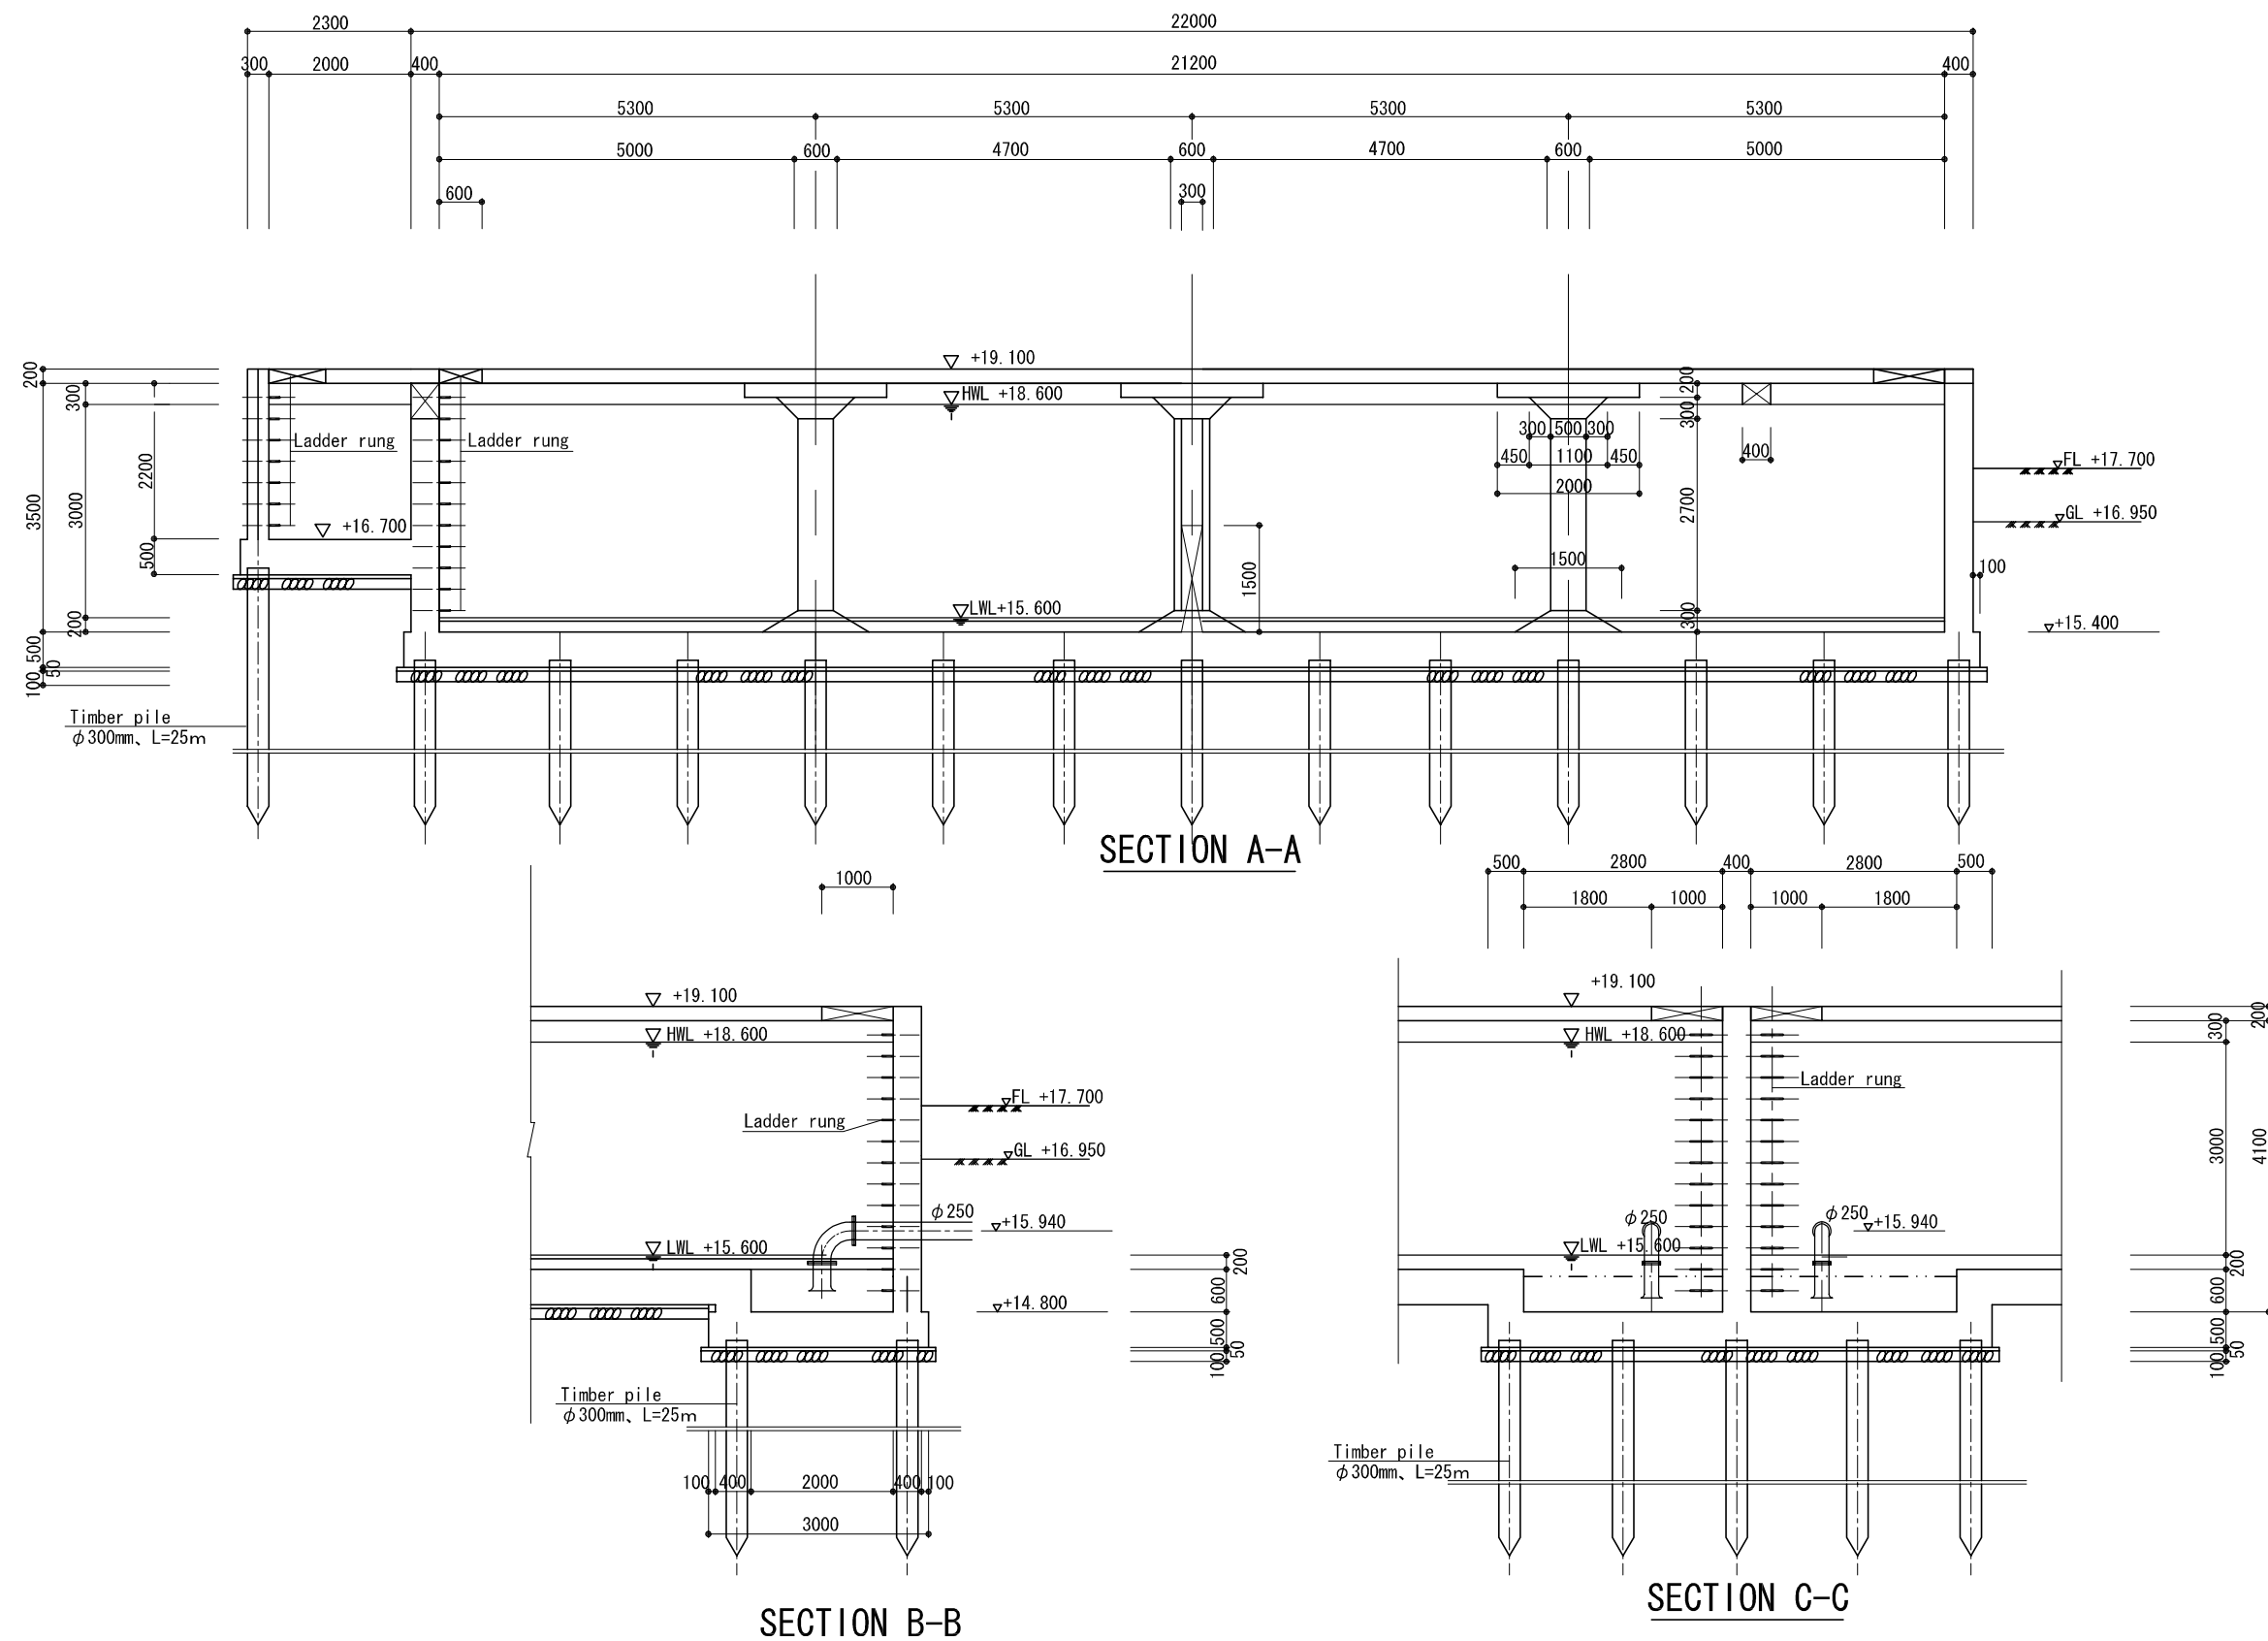 2300
22000
300
2000
400
21200
400
5300
5300
5300
5300
5000
600
4700
600
4700
600
5000
600
300
+19.100
HWL +18.600
200
300
3500
3000
2200
500
200
500
50
100
Ladder rung
Ladder rung
+16.700
200
300
300 500 300
450 1100 450
2000
400
2700
1500
1500
300
FL +17.700
GL +16.950
100
LWL+15.600
+15.400
Timber pile
φ300mm、L=25m
SECTION A-A
1000
+19.100
HWL +18.600
FL +17.700
Ladder rung
GL +16.950
φ250
+15.940
LWL +15.600
+14.800
200
600
500
50
100
Timber pile
φ300mm、L=25m
100
400
2000
400
100
3000
SECTION B-B
500
2800
400
2800
500
1800
1000
1000
1800
+19.100
HWL +18.600
Ladder rung
φ250
φ250
+15.940
LWL +15.600
200
300
3000
4100
200
600
500
50
100
Timber pile
φ300mm、L=25m
SECTION C-C